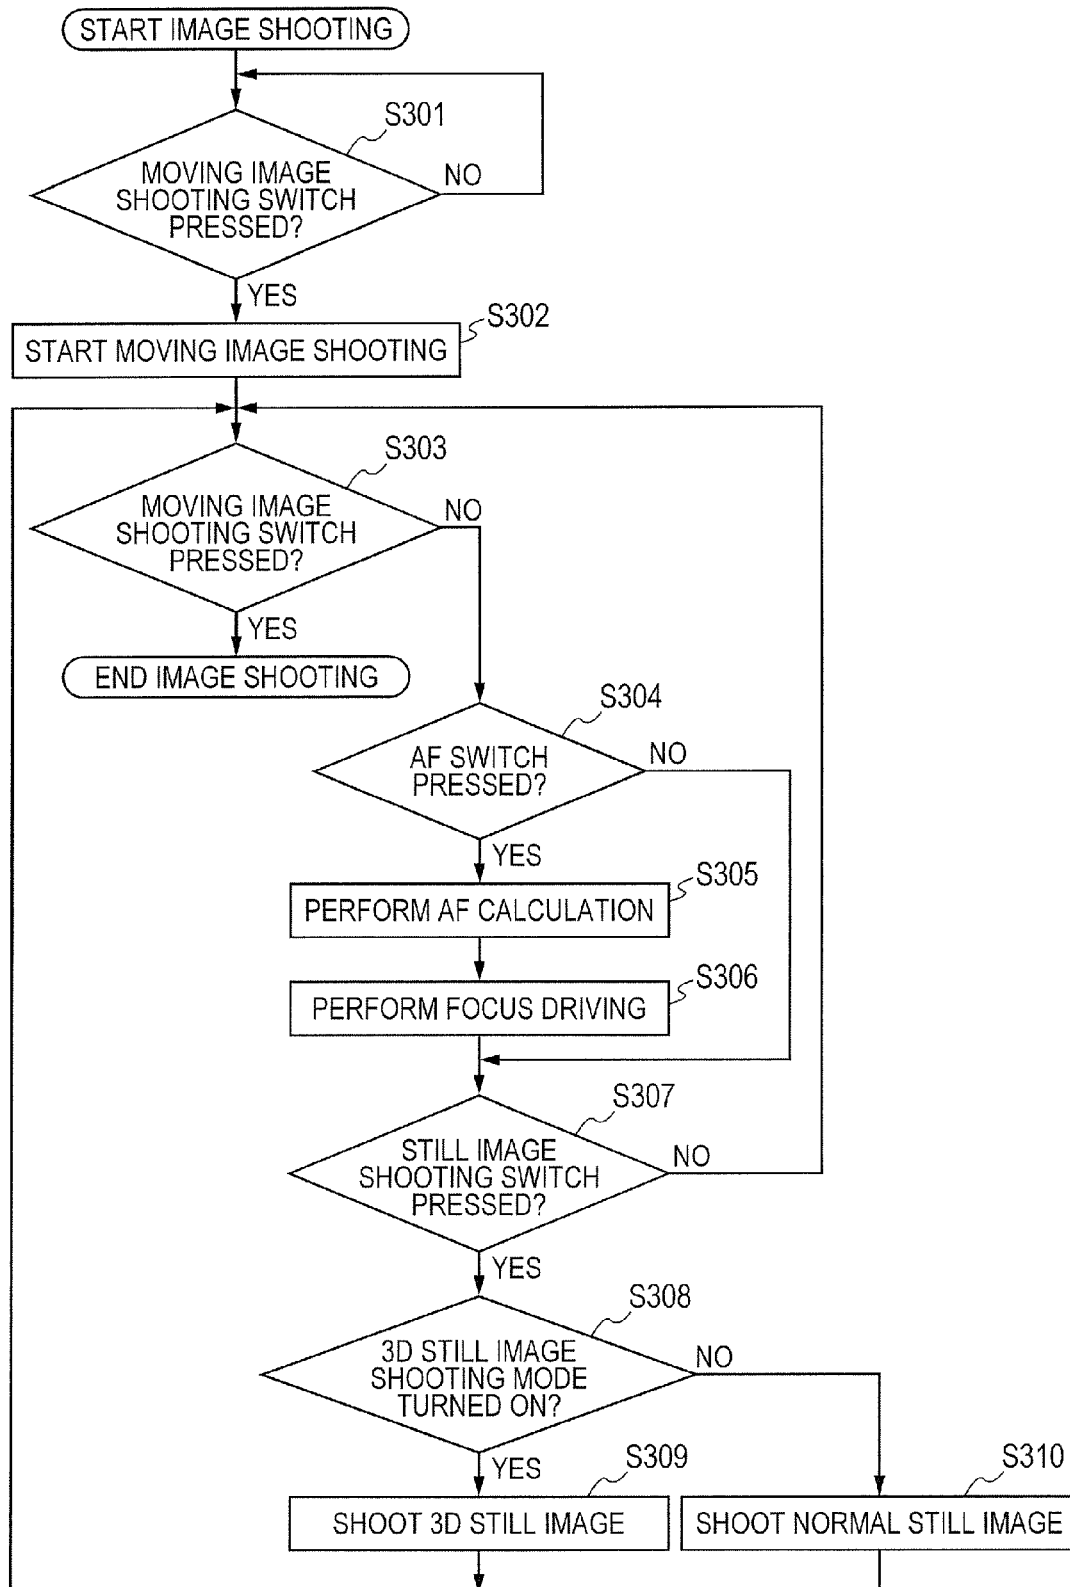 START IMAGE SHOOTING
S301
MOVING IMAGE
SHOOTING SWITCH
PRESSED?
NO
YES
S302
START MOVING IMAGE SHOOTING
S303
MOVING IMAGE
SHOOTING SWITCH
PRESSED?
NO
YES
END IMAGE SHOOTING
S304
AF SWITCH
PRESSED?
NO
YES
S305
PERFORM AF CALCULATION
S306
PERFORM FOCUS DRIVING
S307
STILL IMAGE
SHOOTING SWITCH
PRESSED?
NO
YES
S308
3D STILL IMAGE
SHOOTING MODE
TURNED ON?
NO
YES
S309
SHOOT 3D STILL IMAGE
S310
SHOOT NORMAL STILL IMAGE